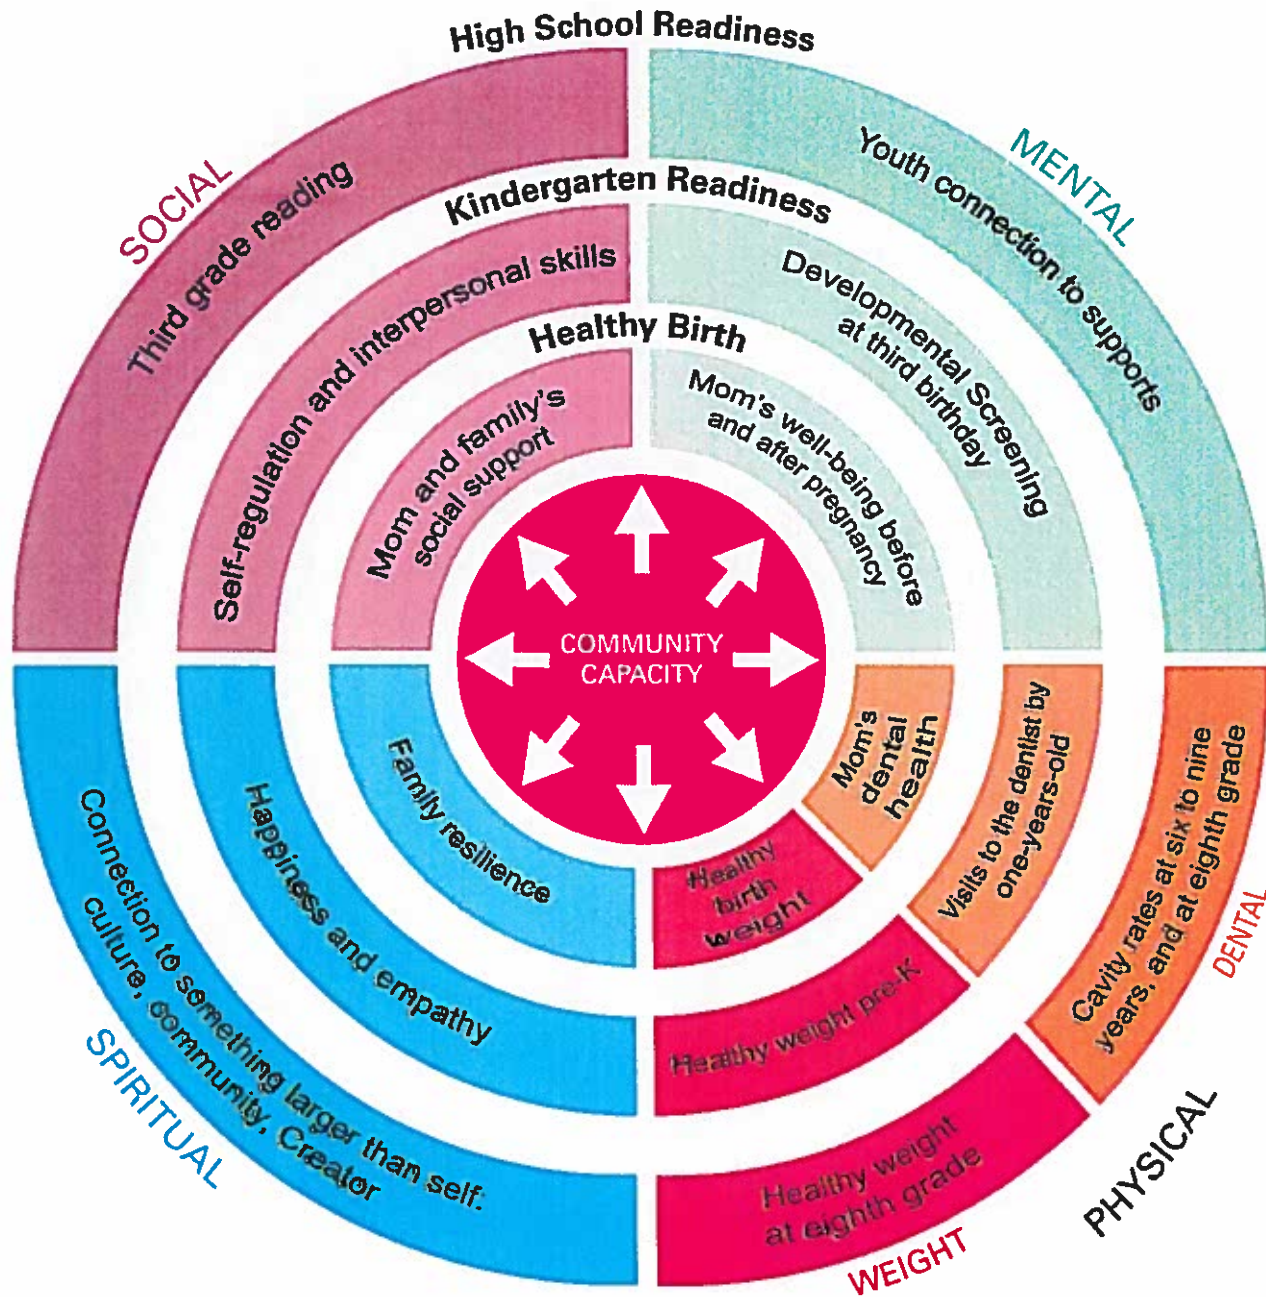 High School Readiness
SOCIAL
MENTAL
Third grade reading
Youth connection to supports
Kindergarten Readiness
Self-regulation and interpersonal skills
Developmental Screening
at third birthday
Healthy Birth
Mom and family's
social support
Mom's well-being before
and after pregnancy
COMMUNITY
CAPACITY
Family resilience
Happiness and empathy
Connection to something larger than self:
culture, community, Creator
SPIRITUAL
Mom's
dental
health
Visits to the dentist by
one-years-old
Cavity rates at six to nine
years, and at eighth grade
DENTAL
Healthy
birth
weight
Healthy weight pre-K
Healthy weight
at eighth grade
WEIGHT
PHYSICAL